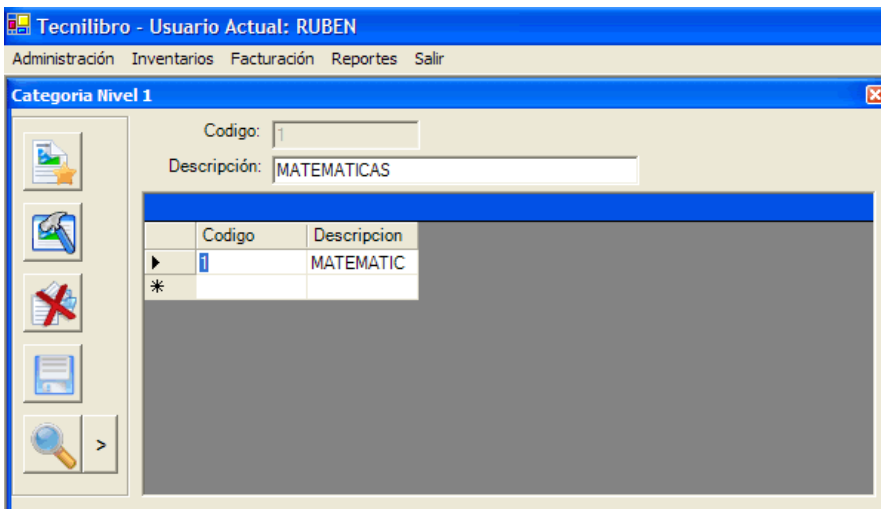 Tecnilibro - Usuario Actual: RUBEN
Administración Inventarios Facturación Reportes Salir
Categoria Nivel 1
Codigo: 1
Descripción: MATEMATICAS
Codigo Descripcion
1 MATEMATIC
>